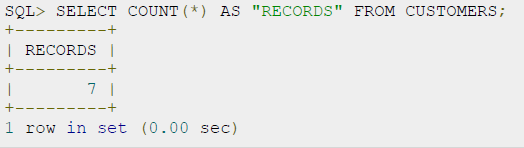 SQL> SELECT COUNT(*) AS "RECORDS" FROM CUSTOMERS;
+---------+
| RECORDS |
+---------+
|       7 |
+---------+
1 row in set (0.00 sec)